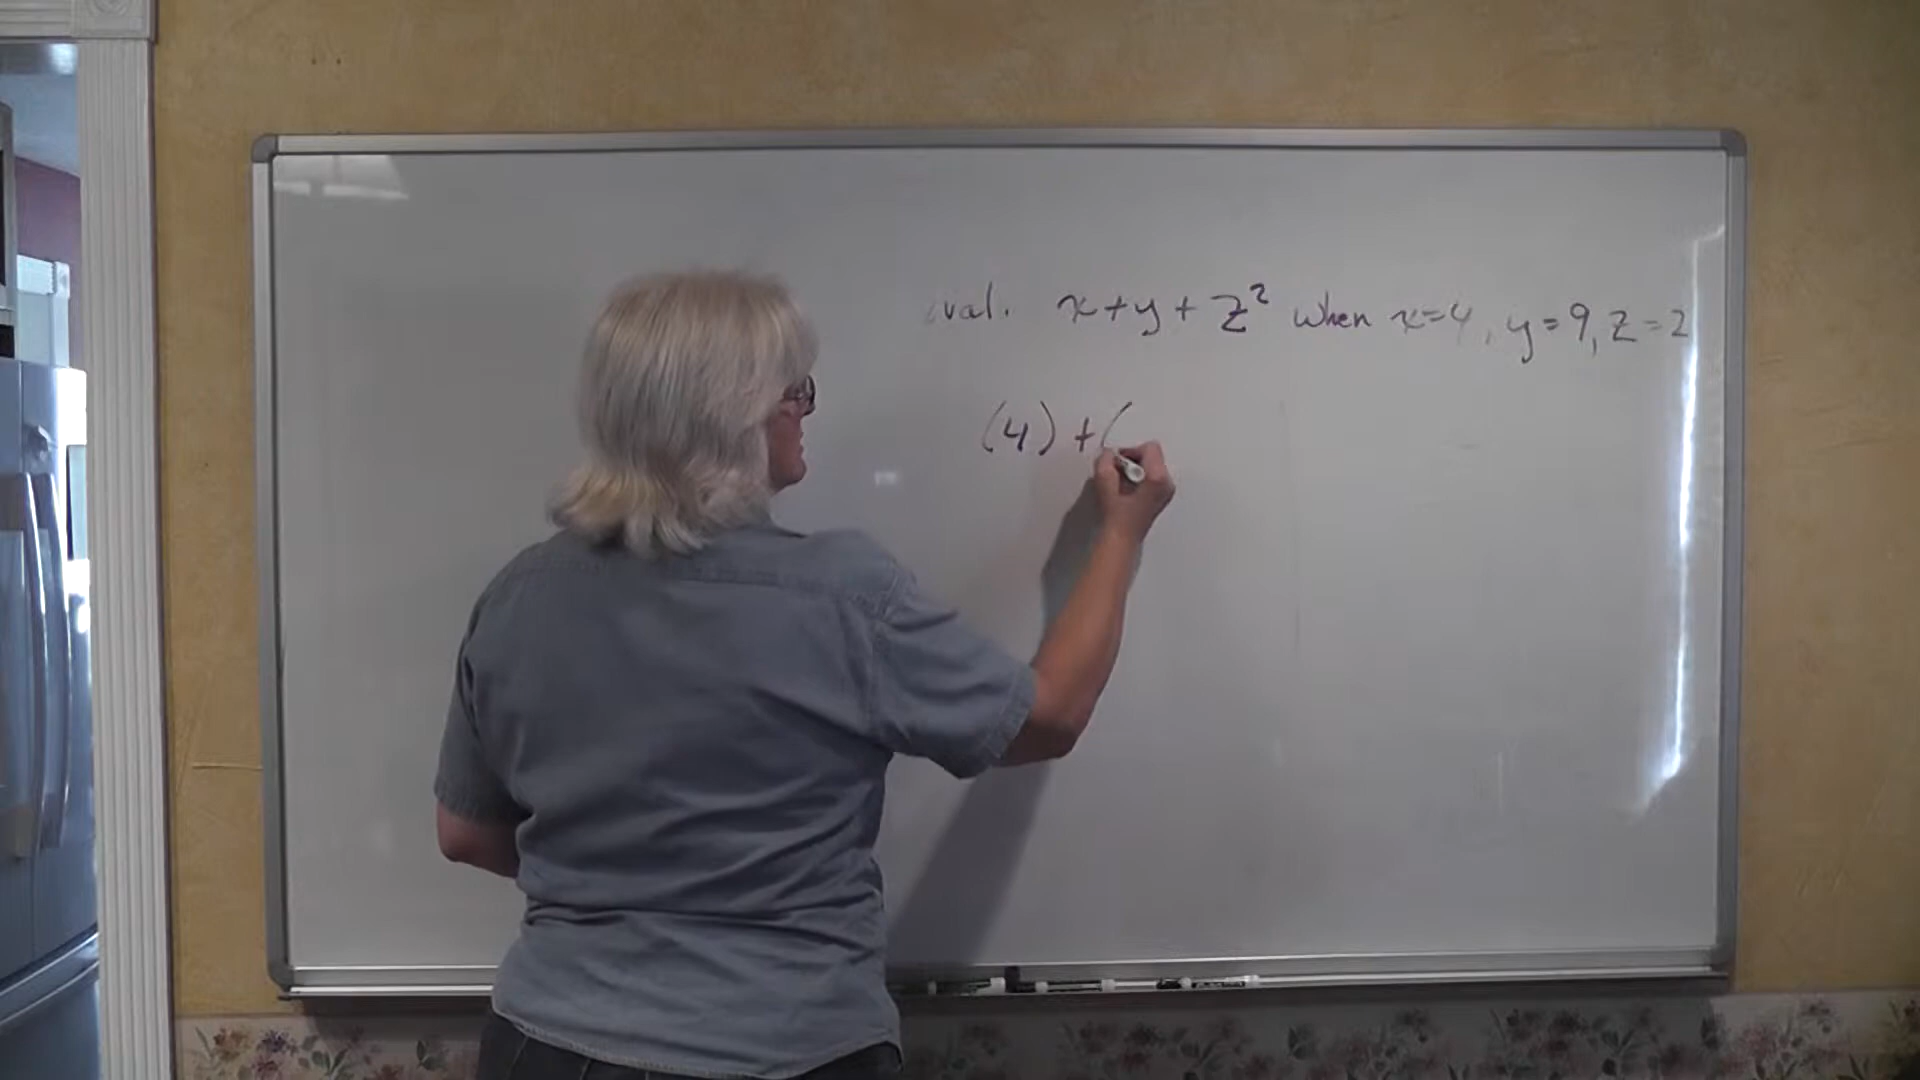 eval. x+y+z² when x=4, y=9, z=2
(4) + (